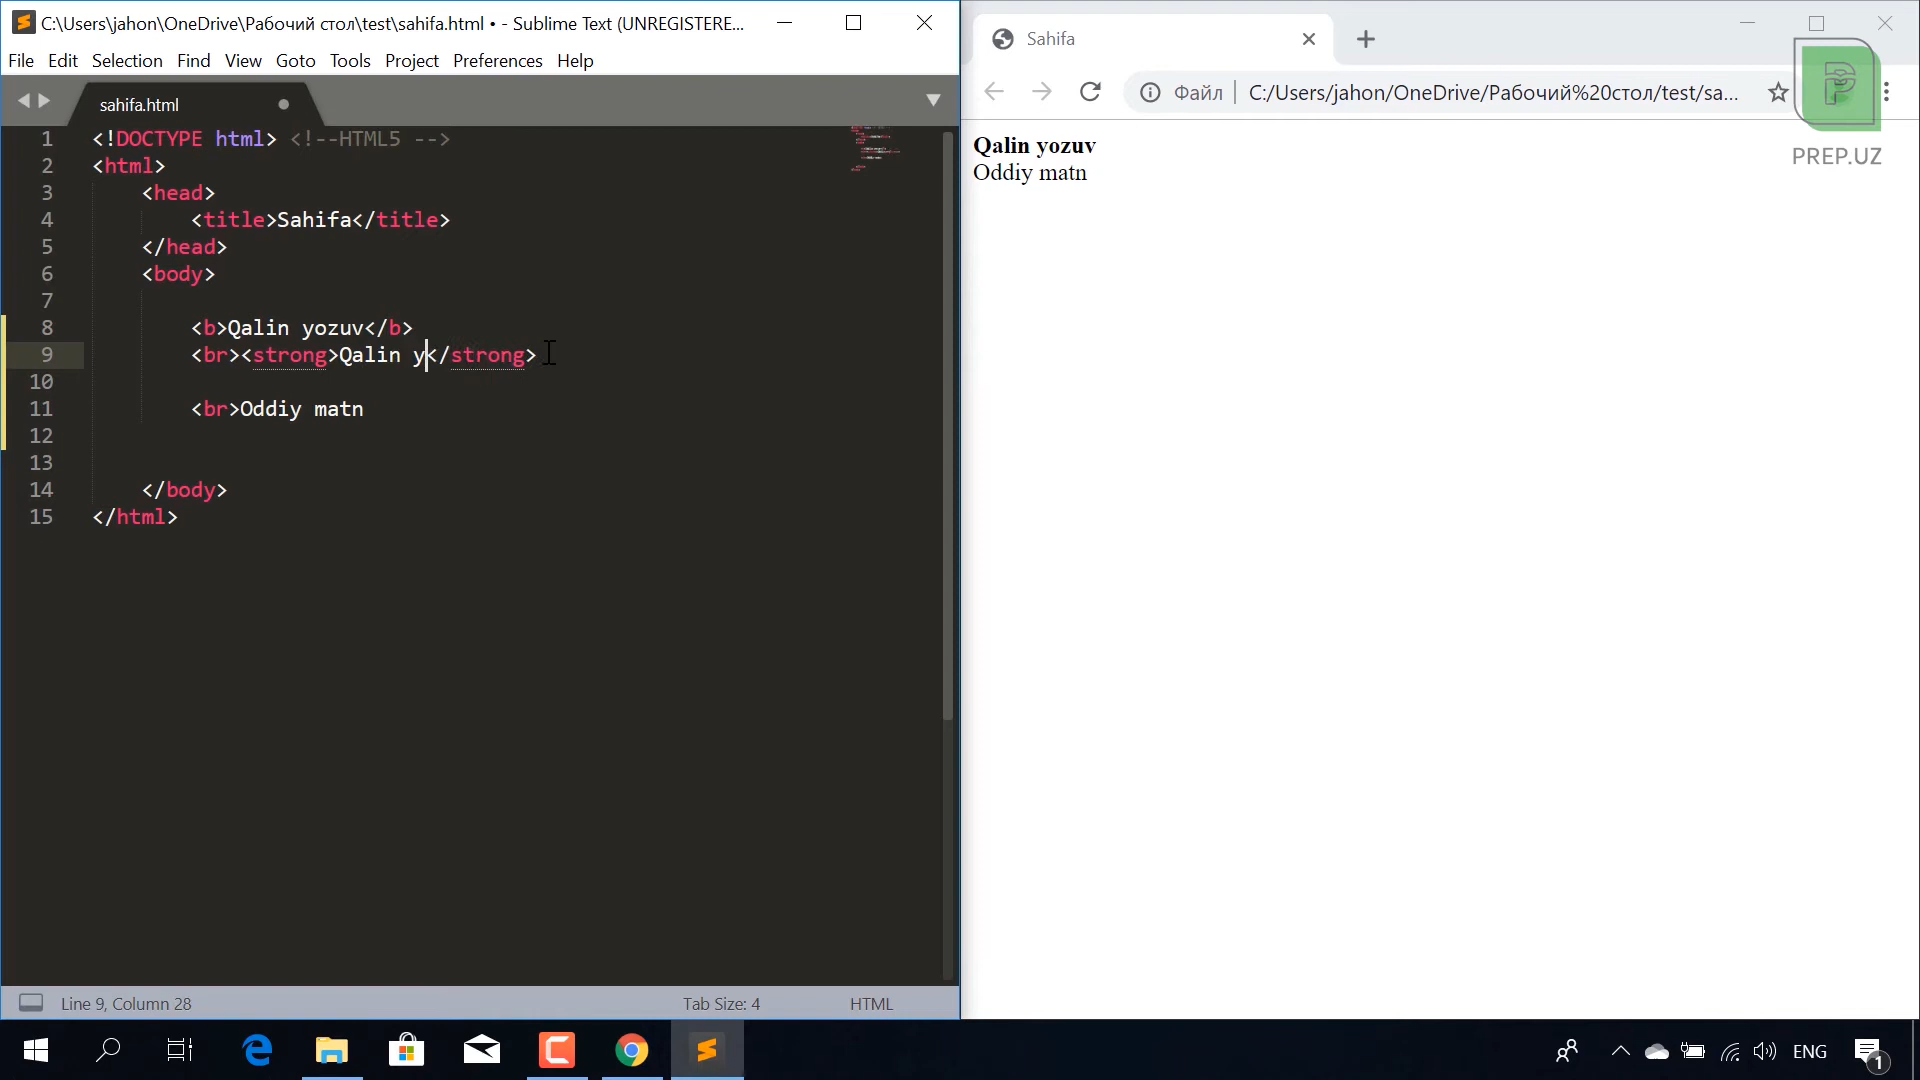 C:\Users\jahon\OneDrive\Рабочий стол\test\sahifa.html • - Sublime Text (UNREGISTERE...
File Edit Selection Find View Goto Tools Project Preferences Help
sahifa.html
1 <!DOCTYPE html> <!--HTML5 -->
2 <html>
3 <head>
4 <title>Sahifa</title>
5 </head>
6 <body>
7
8 <b>Qalin yozuv</b>
9 <br><strong>Qalin y</strong>
10
11 <br>Oddiy matn
12
13
14 </body>
15 </html>
Line 9, Column 28 Tab Size: 4 HTML
Sahifa
Файл C:/Users/jahon/OneDrive/Рабочий%20стол/test/sa...
PREP.UZ
Qalin yozuv
Oddiy matn
ENG
1